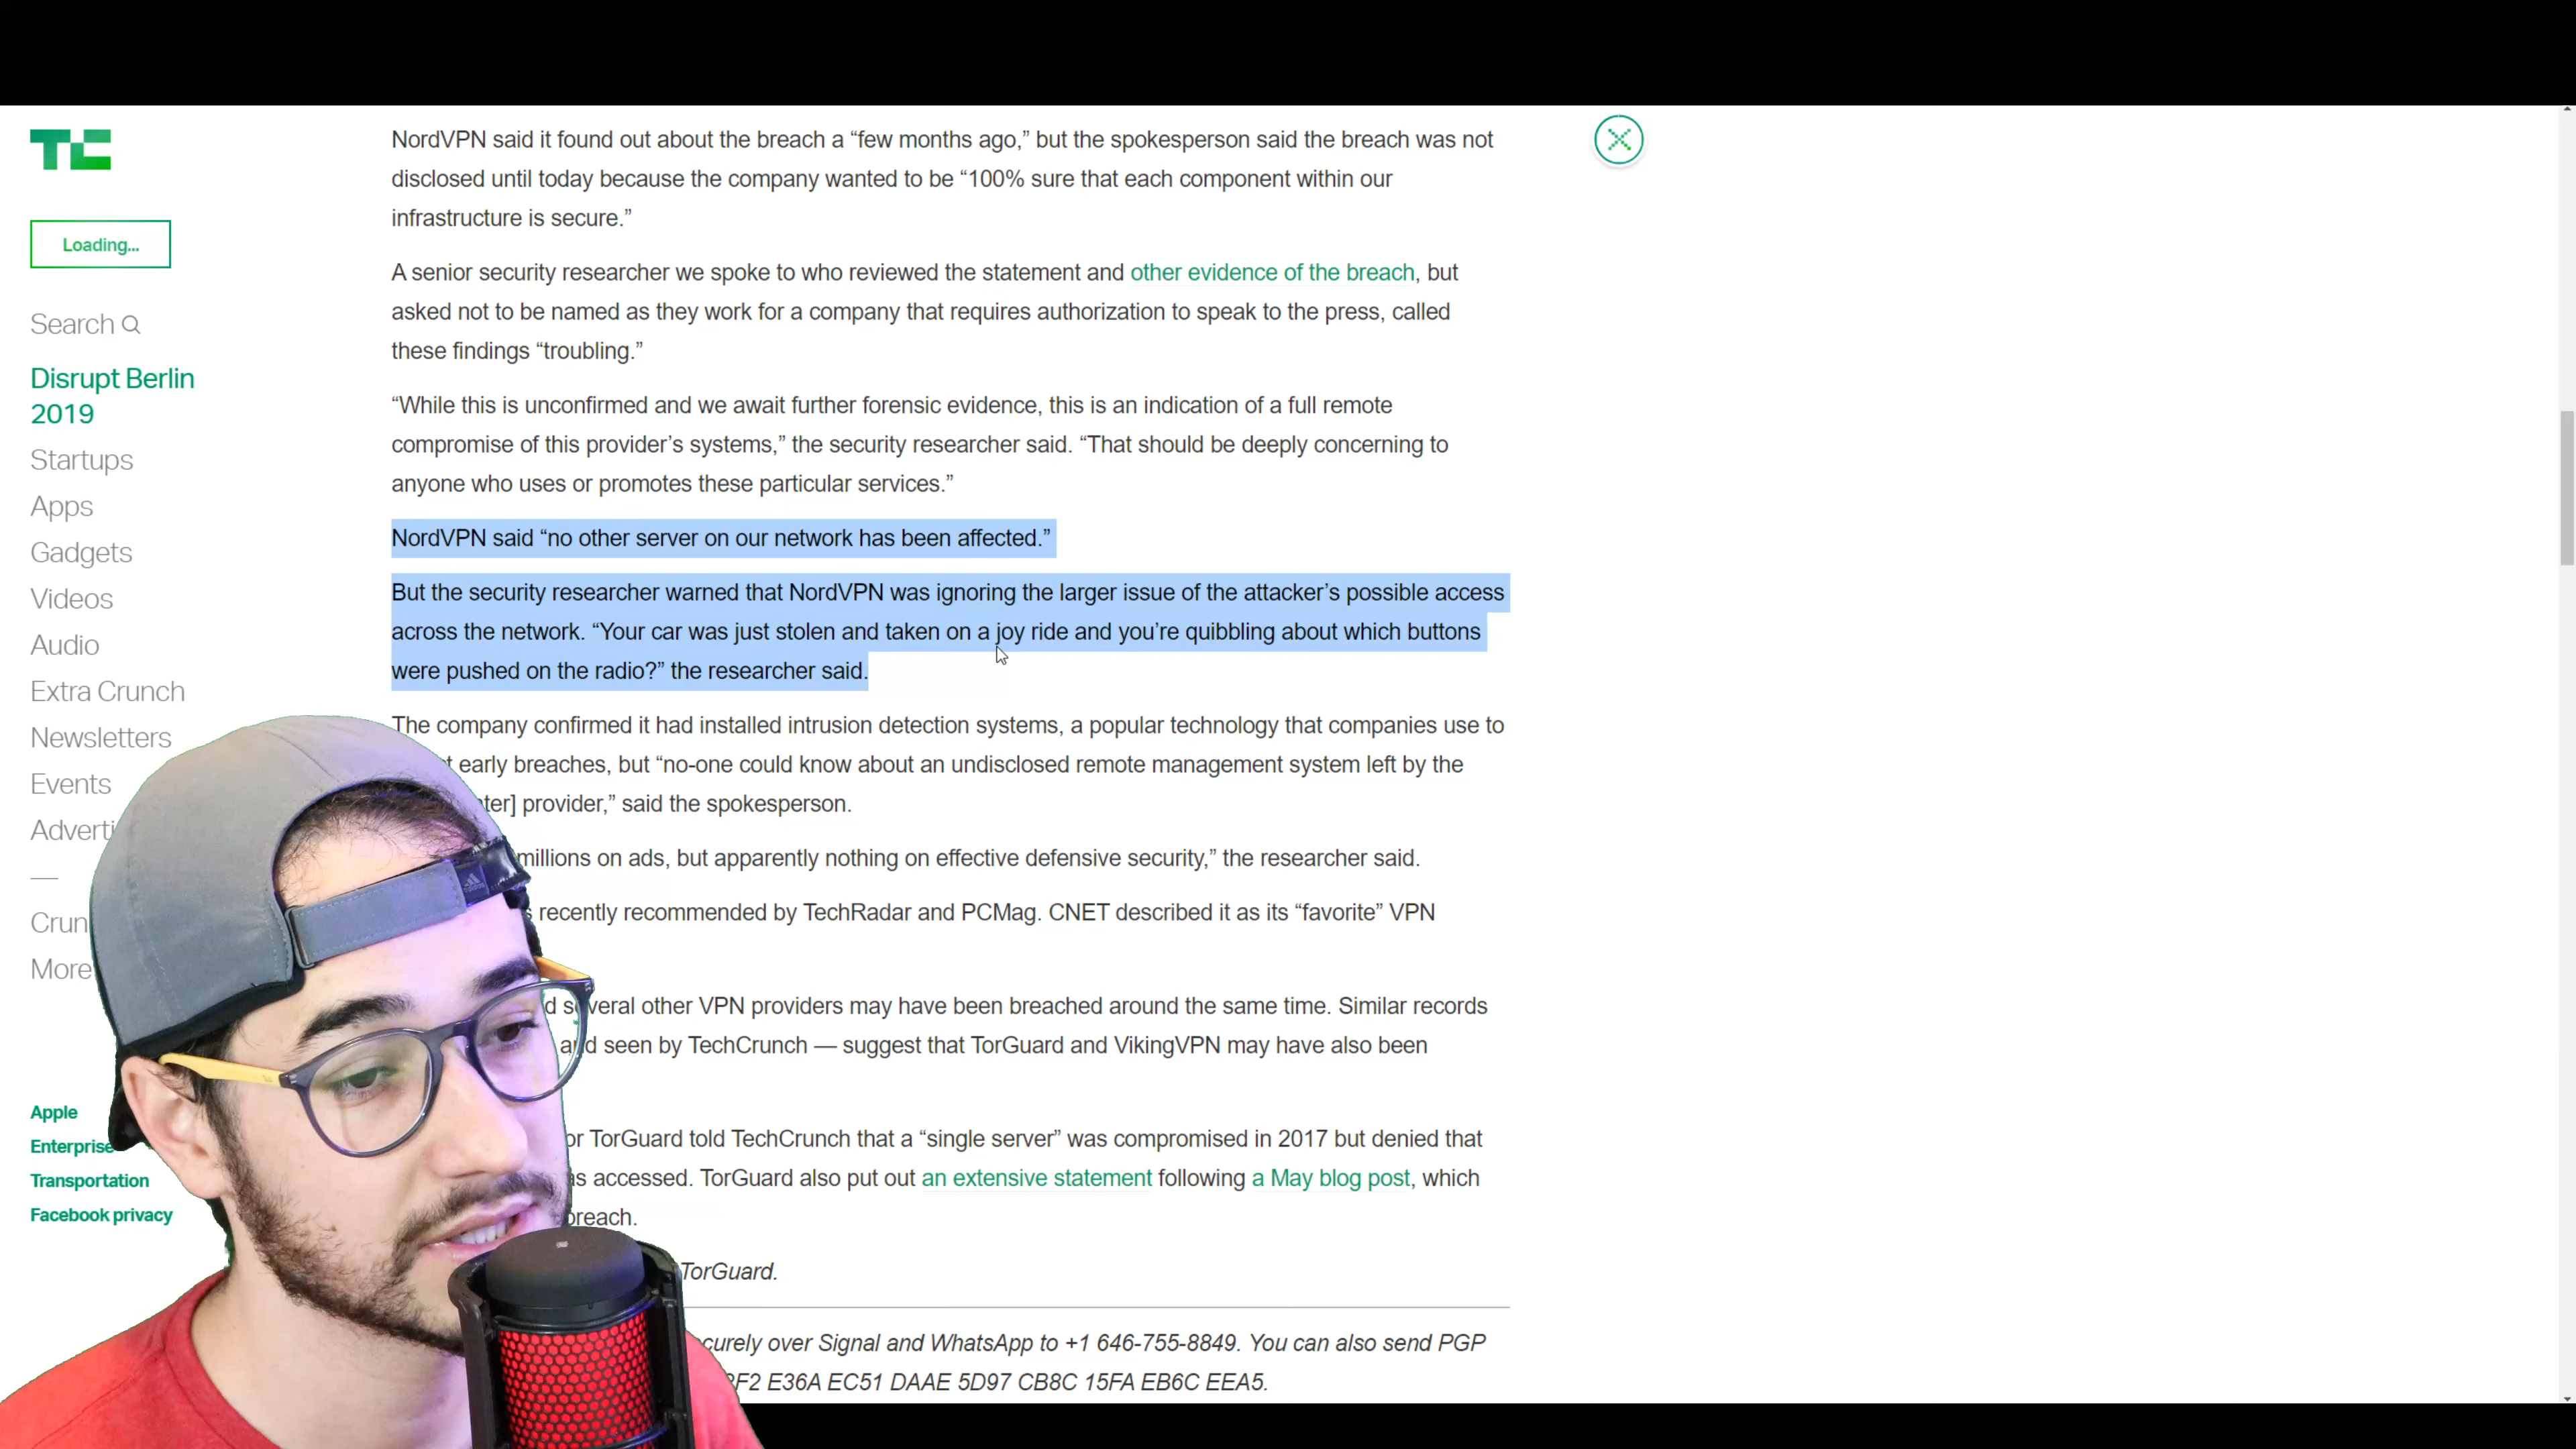 TC
Loading...
Search
Disrupt Berlin
2019
Startups
Apps
Gadgets
Videos
Audio
Extra Crunch
Newsletters
Events
Adverti
Crun
More
Apple
Enterprise
Transportation
Facebook privacy
NordVPN said it found out about the breach a “few months ago,” but the spokesperson said the breach was not
disclosed until today because the company wanted to be “100% sure that each component within our
infrastructure is secure.”
A senior security researcher we spoke to who reviewed the statement and other evidence of the breach, but
asked not to be named as they work for a company that requires authorization to speak to the press, called
these findings “troubling.”
“While this is unconfirmed and we await further forensic evidence, this is an indication of a full remote
compromise of this provider’s systems,” the security researcher said. “That should be deeply concerning to
anyone who uses or promotes these particular services.”
NordVPN said “no other server on our network has been affected.”
But the security researcher warned that NordVPN was ignoring the larger issue of the attacker’s possible access
across the network. “Your car was just stolen and taken on a joy ride and you’re quibbling about which buttons
were pushed on the radio?” the researcher said.
The company confirmed it had installed intrusion detection systems, a popular technology that companies use to
early breaches, but “no-one could know about an undisclosed remote management system left by the
nter] provider,” said the spokesperson.
millions on ads, but apparently nothing on effective defensive security,” the researcher said.
recently recommended by TechRadar and PCMag. CNET described it as its “favorite” VPN
several other VPN providers may have been breached around the same time. Similar records
and seen by TechCrunch — suggest that TorGuard and VikingVPN may have also been
or TorGuard told TechCrunch that a “single server” was compromised in 2017 but denied that
accessed. TorGuard also put out an extensive statement following a May blog post, which
breach.
TorGuard.
curely over Signal and WhatsApp to +1 646-755-8849. You can also send PGP
F2 E36A EC51 DAAE 5D97 CB8C 15FA EB6C EEA5.